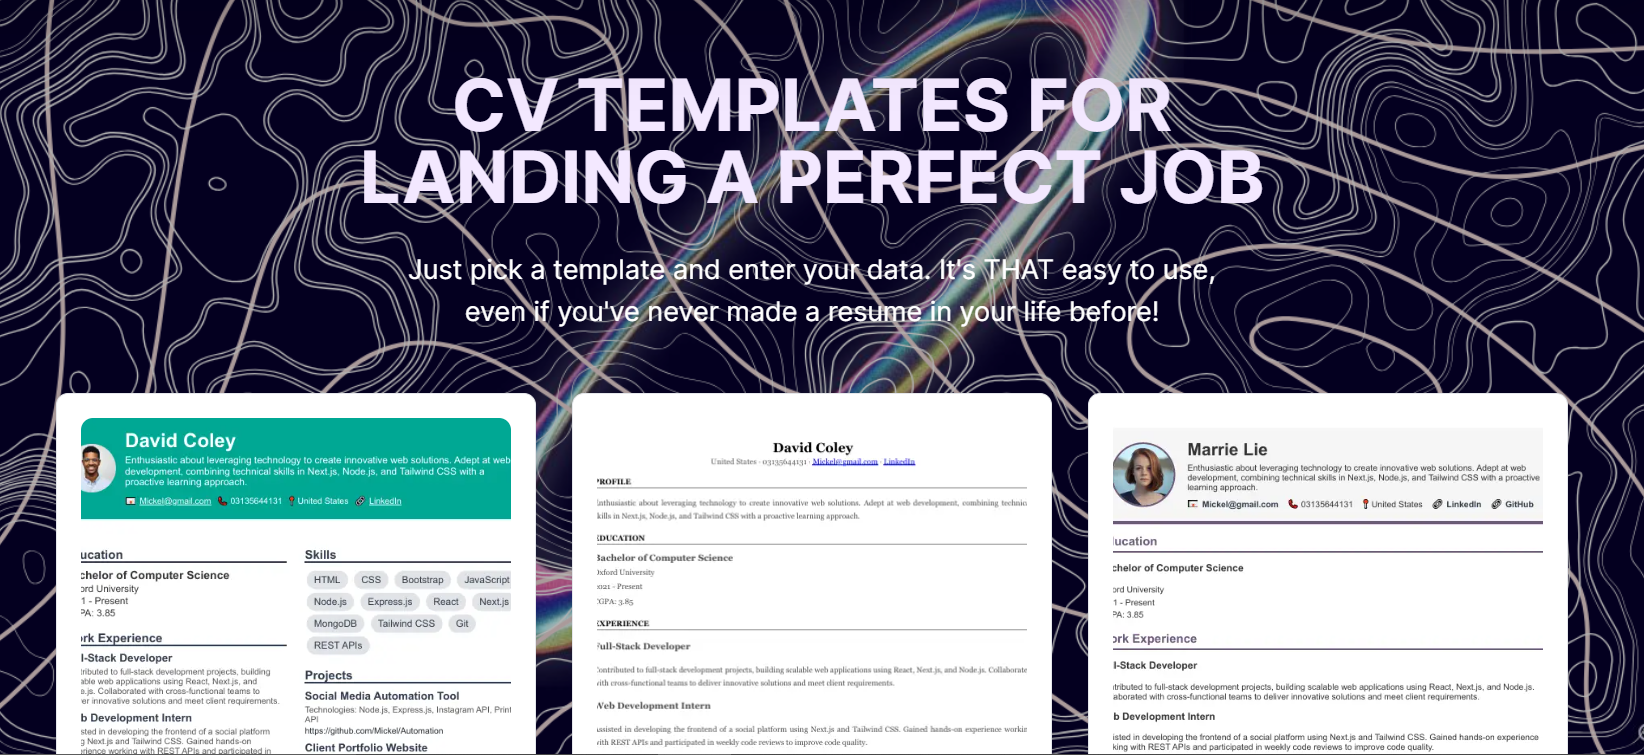 CV TEMPLATES FOR
LANDING A PERFECT JOB
Just pick a template and enter your data. It's THAT easy to use,
even if you've never made a resume in your life before!
David Coley
Enthusiastic about leveraging technology to create innovative web solutions. Adept at web
development, combining technical skills in Next.js, Node.js, and Tailwind CSS with a
proactive learning approach.
Mickel@gmail.com 03135644131 United States LinkedIn
ucation
chelor of Computer Science
ord University
1 - Present
PA: 3.85
rk Experience
l-Stack Developer
tributed to full-stack development projects, building
able web applications using React, Next.js, and
e.js. Collaborated with cross-functional teams to
er innovative solutions and meet client requirements.
b Development Intern
sted in developing the frontend of a social platform
g Next.js and Tailwind CSS. Gained hands-on
rience working with REST APIs and participated in
Skills
HTML CSS Bootstrap JavaScript
Node.js Express.js React Next.js
MongoDB Tailwind CSS Git
REST APIs
Projects
Social Media Automation Tool
Technologies: Node.js, Express.js, Instagram API, Print
API
https://github.com/Mickel/Automation
Client Portfolio Website
David Coley
United States · 03135644131 · Mickel@gmail.com · LinkedIn
PROFILE
Enthusiastic about leveraging technology to create innovative web solutions. Adept at web development, combining technic
skills in Next.js, Node.js, and Tailwind CSS with a proactive learning approach.
EDUCATION
Bachelor of Computer Science
Oxford University
2021 - Present
CGPA: 3.85
EXPERIENCE
Full-Stack Developer
Contributed to full-stack development projects, building scalable web applications using React, Next.js, and Node.js. Collaborate
with cross-functional teams to deliver innovative solutions and meet client requirements.
Web Development Intern
Assisted in developing the frontend of a social platform using Next.js and Tailwind CSS. Gained hands-on experience workin
with REST APIs and participated in weekly code reviews to improve code quality.
Marrie Lie
Enthusiastic about leveraging technology to create innovative web solutions. Adept at web
development, combining technical skills in Next.js, Node.js, and Tailwind CSS with a proactive
learning approach.
Mickel@gmail.com 03135644131 United States LinkedIn GitHub
lucation
chelor of Computer Science
ord University
1 - Present
PA: 3.85
ork Experience
l-Stack Developer
tributed to full-stack development projects, building scalable web applications using React, Next.js, and Node.js.
aborated with cross-functional teams to deliver innovative solutions and meet client requirements.
b Development Intern
sted in developing the frontend of a social platform using Next.js and Tailwind CSS. Gained hands-on experience
king with REST APIs and participated in weekly code reviews to improve code quality.